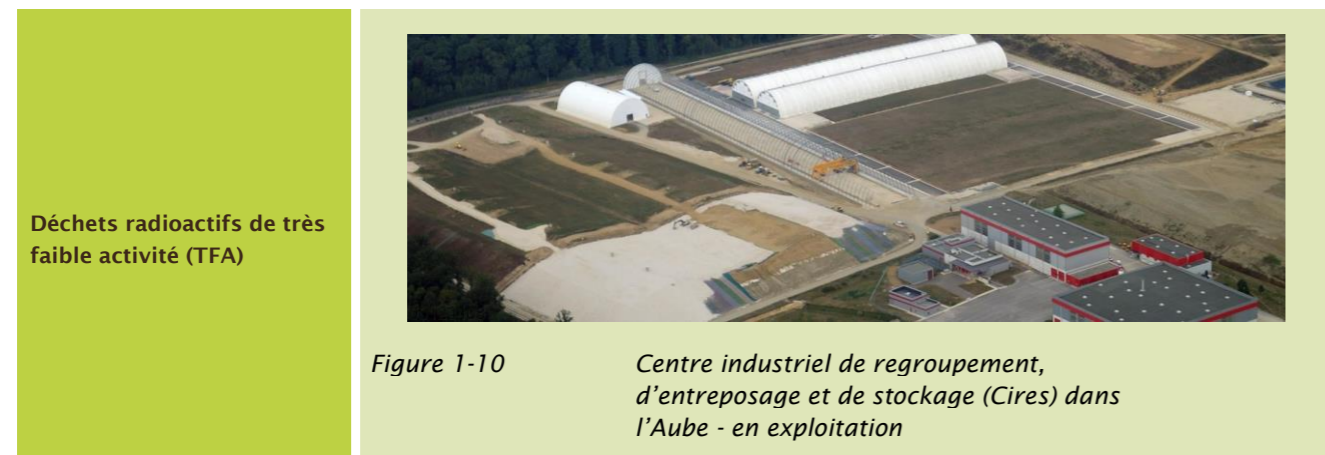 Déchets radioactifs de très
faible activité (TFA)
Figure 1-10 Centre industriel de regroupement,
d'entreposage et de stockage (Cires) dans
l'Aube - en exploitation